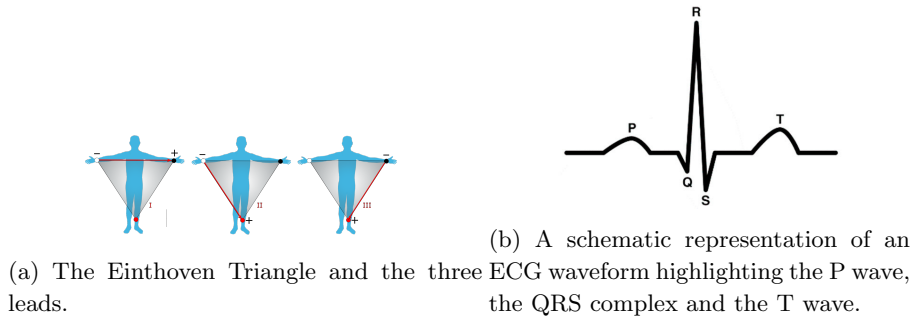 R
P
T
Q
S
− + − −
I II III
+ +
(a) The Einthoven Triangle and the three
leads.
(b) A schematic representation of an
ECG waveform highlighting the P wave,
the QRS complex and the T wave.